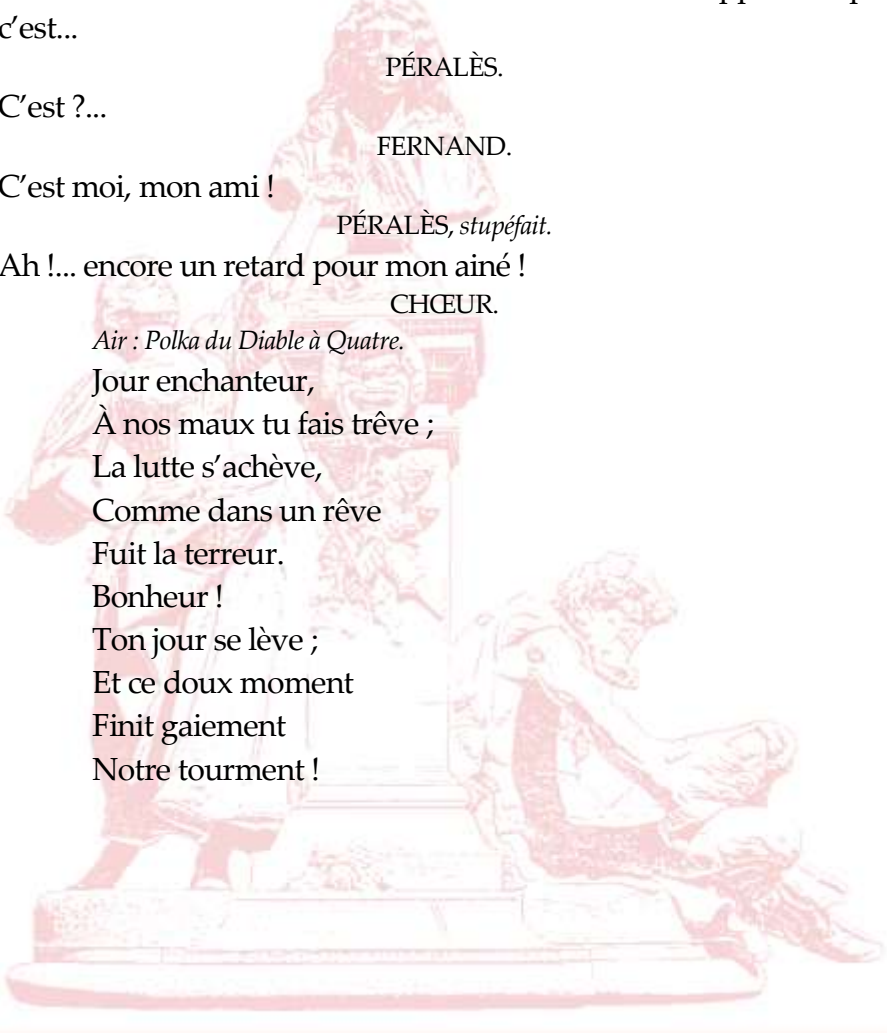 c’est...
PÉRALÈS.
C’est ?...
FERNAND.
C’est moi, mon ami !
PÉRALÈS, stupéfait.
Ah !... encore un retard pour mon ainé !
CHŒUR.
Air : Polka du Diable à Quatre.
Jour enchanteur,
À nos maux tu fais trêve ;
La lutte s’achève,
Comme dans un rêve
Fuit la terreur.
Bonheur !
Ton jour se lève ;
Et ce doux moment
Finit gaiement
Notre tourment !